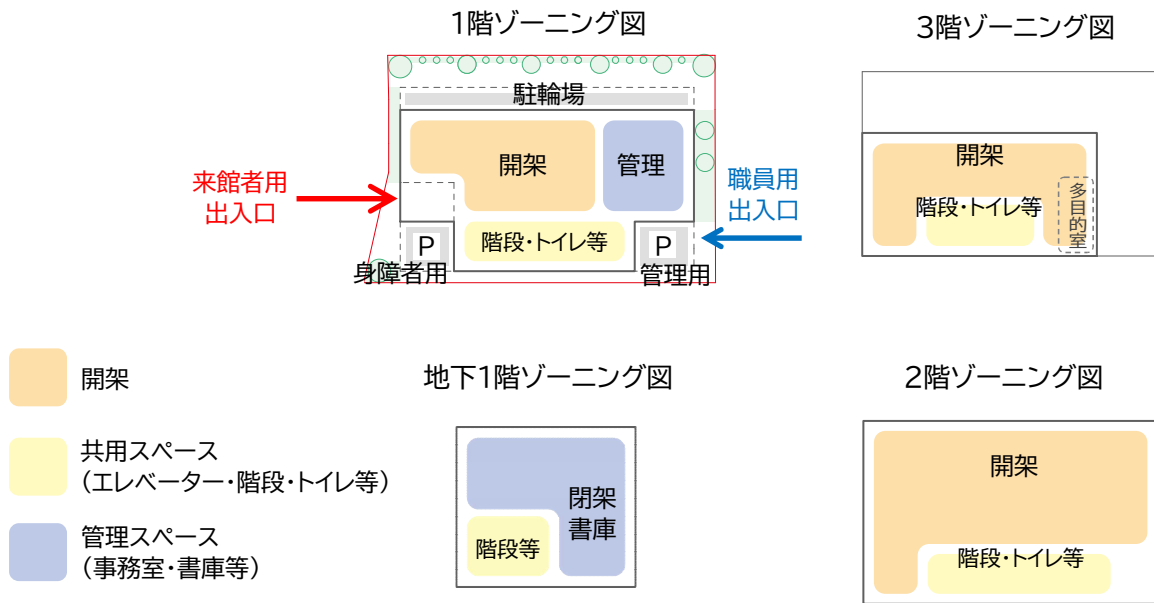 1階ゾーニング図
駐輪場
開架
管理
来館者用
出入口
職員用
出入口
階段・トイレ等
P
P
身障者用
管理用
3階ゾーニング図
開架
階段・トイレ等
多目的室
開架
共用スペース
(エレベーター・階段・トイレ等)
管理スペース
(事務室・書庫等)
地下1階ゾーニング図
閉架
書庫
階段等
2階ゾーニング図
開架
階段・トイレ等